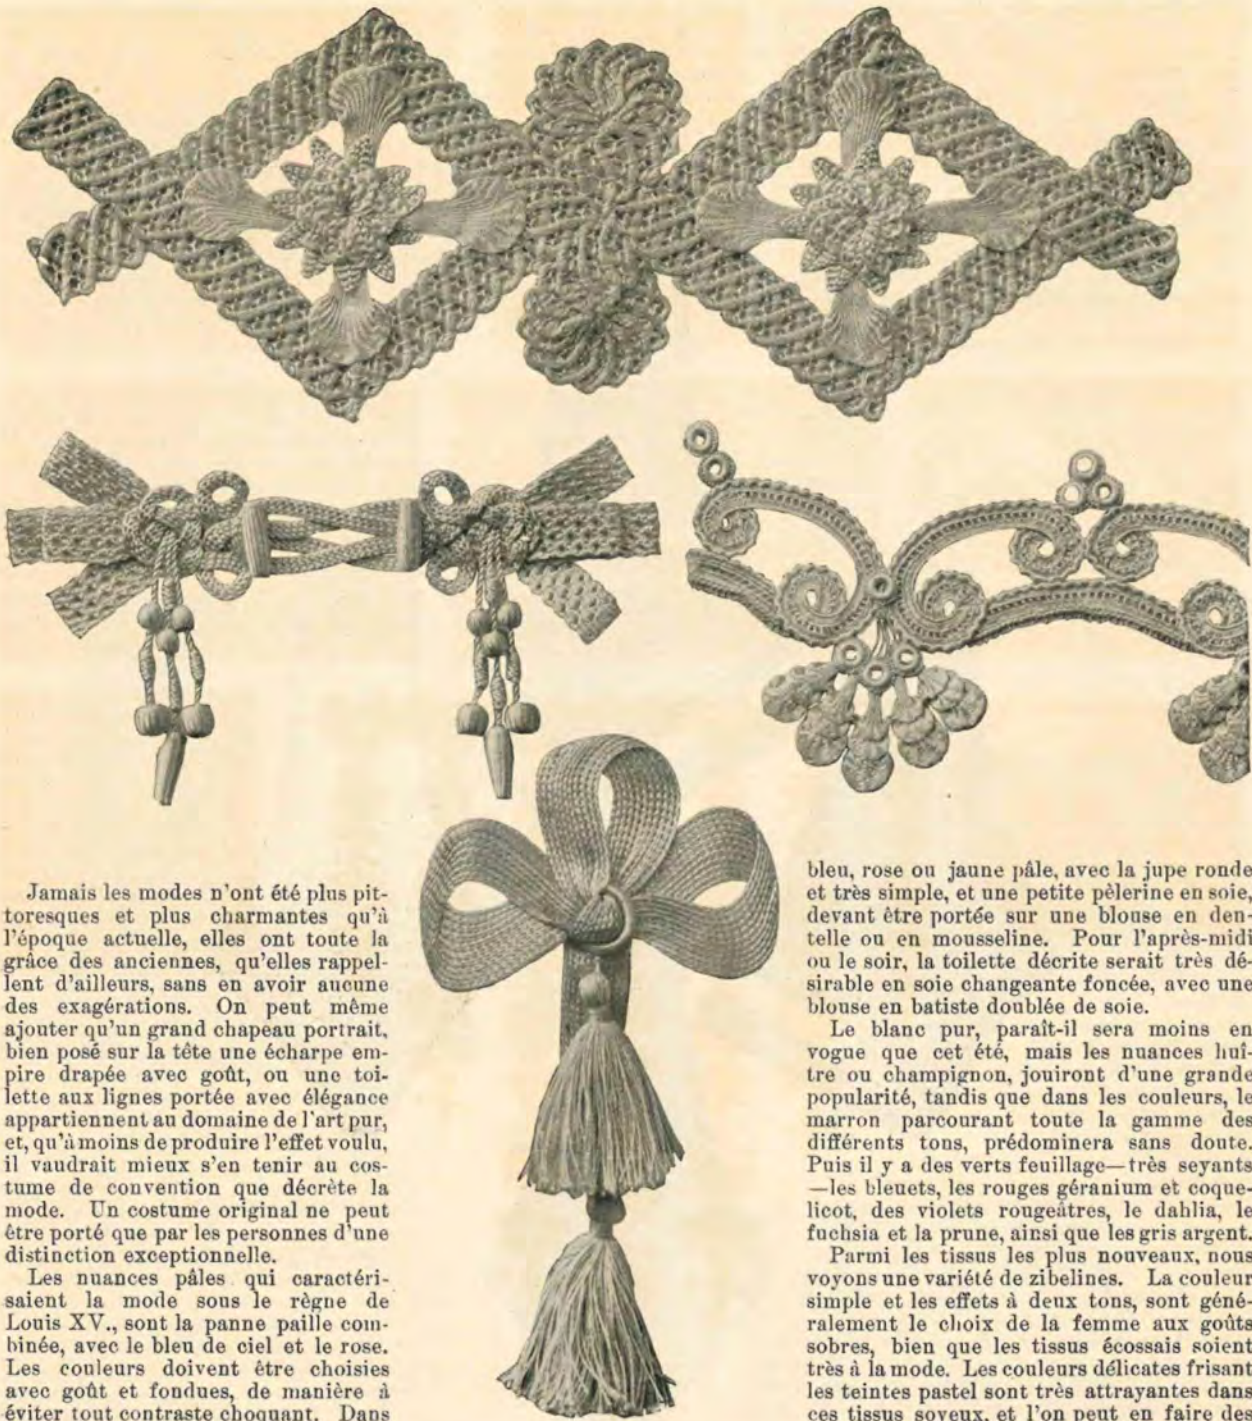 Jamais les modes n'ont été plus pit-
toresques et plus charmantes qu'à
l'époque actuelle, elles ont toute la
grâce des anciennes, qu'elles rappel-
lent d'ailleurs, sans en avoir aucune
des exagérations. On peut même
ajouter qu'un grand chapeau portrait,
bien posé sur la tête une écharpe em-
pire drapée avec goût, ou une toi-
lette aux lignes portée avec élégance
appartiennent au domaine de l'art pur,
et, qu'à moins de produire l'effet voulu,
il vaudrait mieux s'en tenir au cos-
tume de convention que décrète la
mode. Un costume original ne peut
être porté que par les personnes d'une
distinction exceptionnelle.
Les nuances pâles qui caractéri-
saient la mode sous le règne de
Louis XV., sont la panne paille com-
binée, avec le bleu de ciel et le rose.
Les couleurs doivent être choisies
avec goût et fondues, de manière à
éviter tout contraste choquant. Dans
bleu, rose ou jaune pâle, avec la jupe ronde
et très simple, et une petite pèlerine en soie,
devant être portée sur une blouse en den-
telle ou en mousseline. Pour l'après-midi
ou le soir, la toilette décrite serait très dé-
sirable en soie changeante foncée, avec une
blouse en batiste doublée de soie.
Le blanc pur, paraît-il sera moins en
vogue que cet été, mais les nuances huî-
tre ou champignon, jouiront d'une grande
popularité, tandis que dans les couleurs, le
marron parcourant toute la gamme des
différents tons, prédominera sans doute.
Puis il y a des verts feuillage—très seyants
—les bleuets, les rouges géranium et coque-
licot, des violets rougeâtres, le dahlia, le
fuchsia et la prune, ainsi que les gris argent.
Parmi les tissus les plus nouveaux, nous
voyons une variété de zibelines. La couleur
simple et les effets à deux tons, sont géné-
ralement le choix de la femme aux goûts
sobres, bien que les tissus écossais soient
très à la mode. Les couleurs délicates frisant
les teintes pastel sont très attrayantes dans
ces tissus soyeux, et l'on peut en faire des